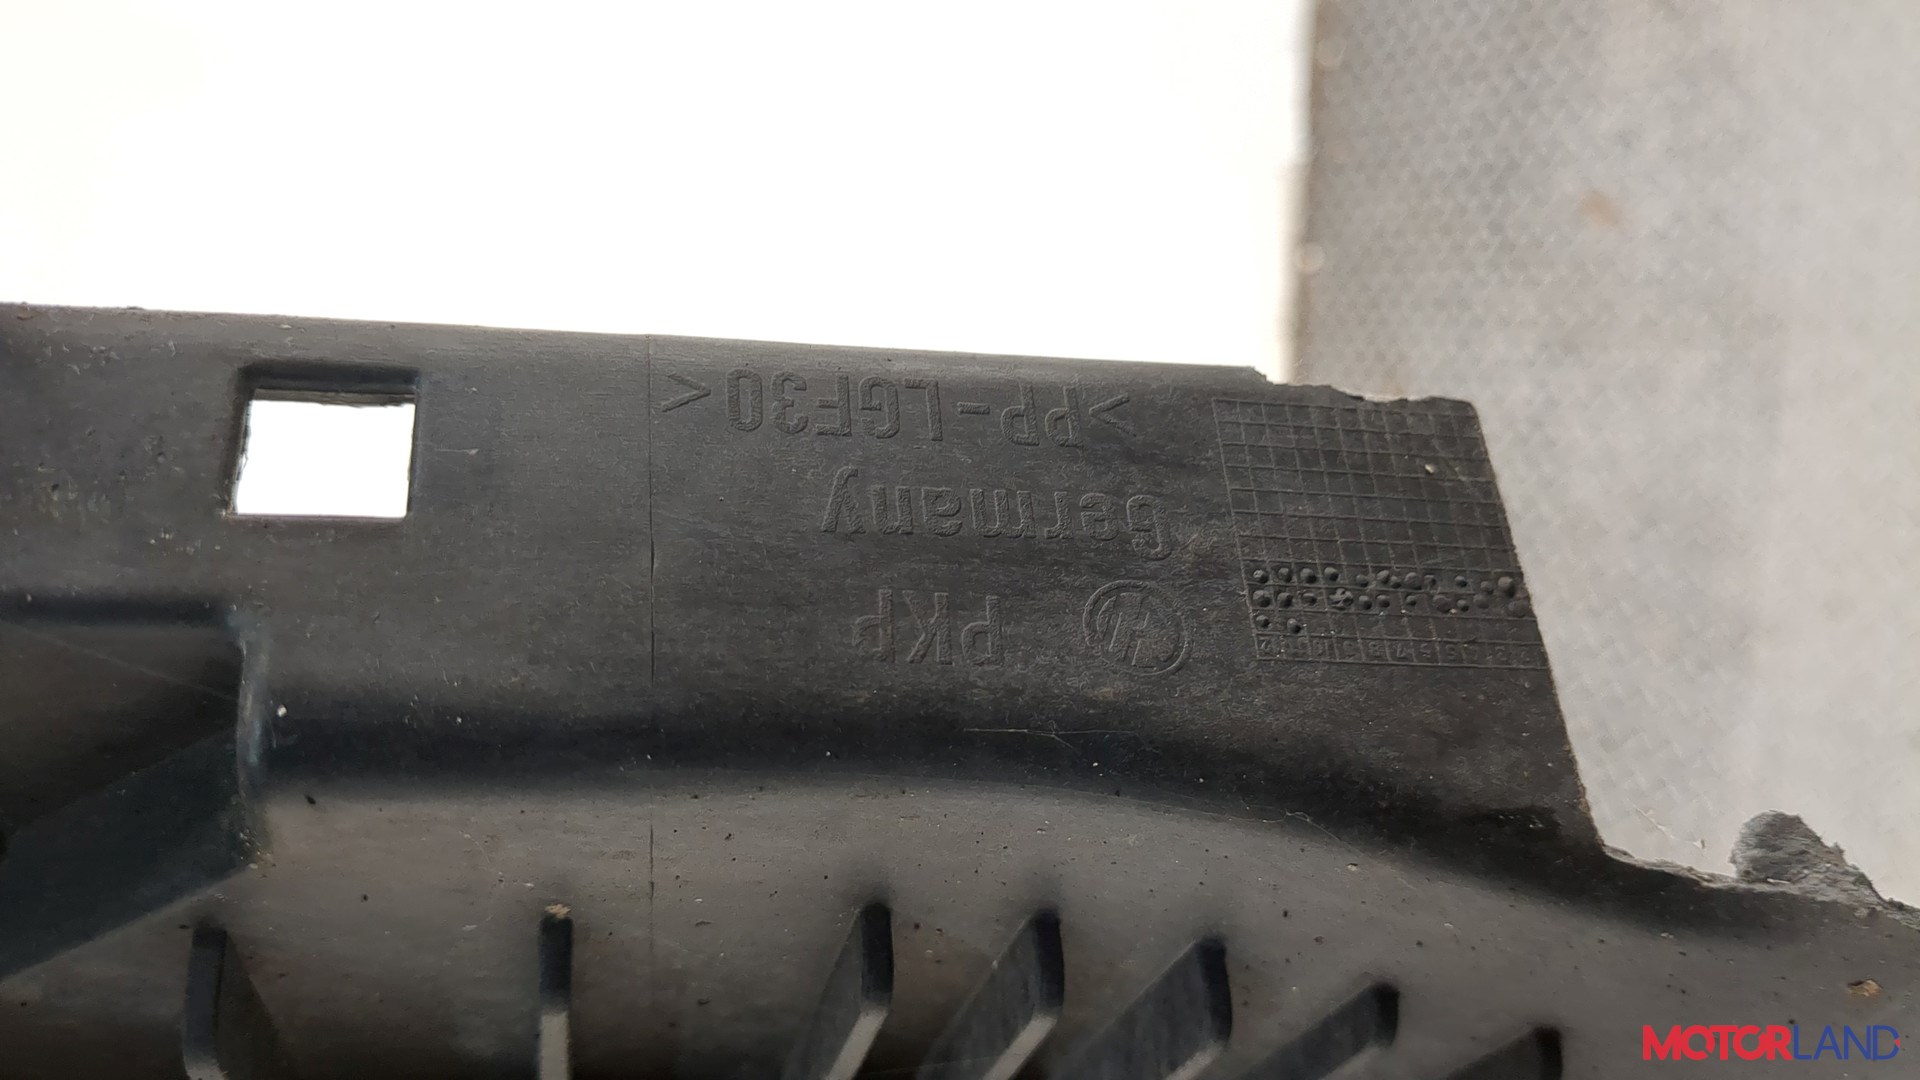 PKP
Germany
>PP-LGF30<
MOTORLAND